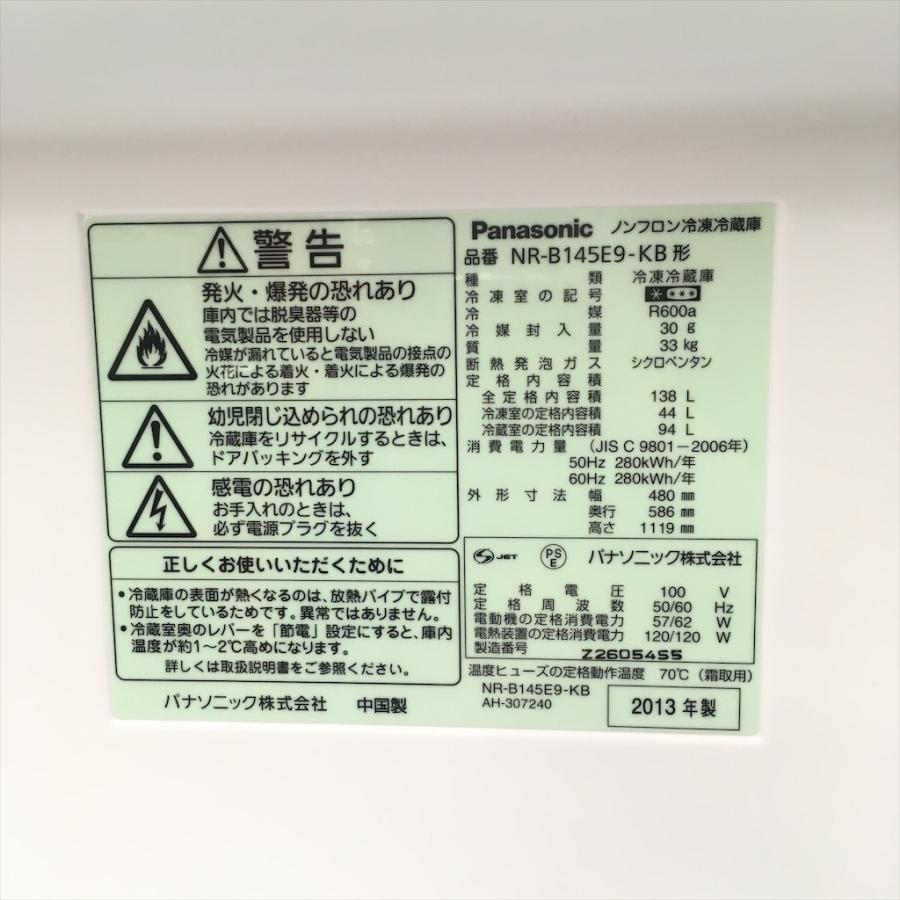 警告
発火・爆発の恐れあり
庫内では脱臭器等の
電気製品を使用しない
冷媒が漏れていると電気製品の接点の
火花による着火・着火による爆発の
恐れがあります
幼児閉じ込められの恐れあり
冷蔵庫をリサイクルするときは、
ドアパッキングを外す
感電の恐れあり
お手入れのときは、
必ず電源プラグを抜く
正しくお使いいただくために
・冷蔵庫の表面が熱くなるのは、放熱パイプで露付
防止をしているためです。異常ではありません。
・冷蔵室奥のレバーを「節電」設定にすると、庫内
温度が約1〜2℃高めになります。
詳しくは取扱説明書をご参照ください。
パナソニック株式会社 中国製
Panasonic ノンフロン冷凍冷蔵庫
品番 NR-B145E9-KB 形
種類 冷凍冷蔵庫
冷凍室の記号
冷媒 R600a
冷媒封入量 30 g
質量 33 kg
断熱発泡ガス シクロペンタン
定格内容積
全定格内容積 138 L
冷凍室の定格内容積 44 L
冷蔵室の定格内容積 94 L
消費電力量 (JIS C 9801−2006年)
50Hz 280kWh/年
60Hz 280kWh/年
外形寸法 幅 480 ㎜
奥行 586 ㎜
高さ 1119 ㎜
JET PS E パナソニック株式会社
定格電圧 100 V
定格周波数 50/60 Hz
電動機の定格消費電力 57/62 W
電熱装置の定格消費電力 120/120 W
製造番号 Z2605455
温度ヒューズの定格動作温度 70℃(霜取用)
NR-B145E9-KB
AH-307240
2013 年製